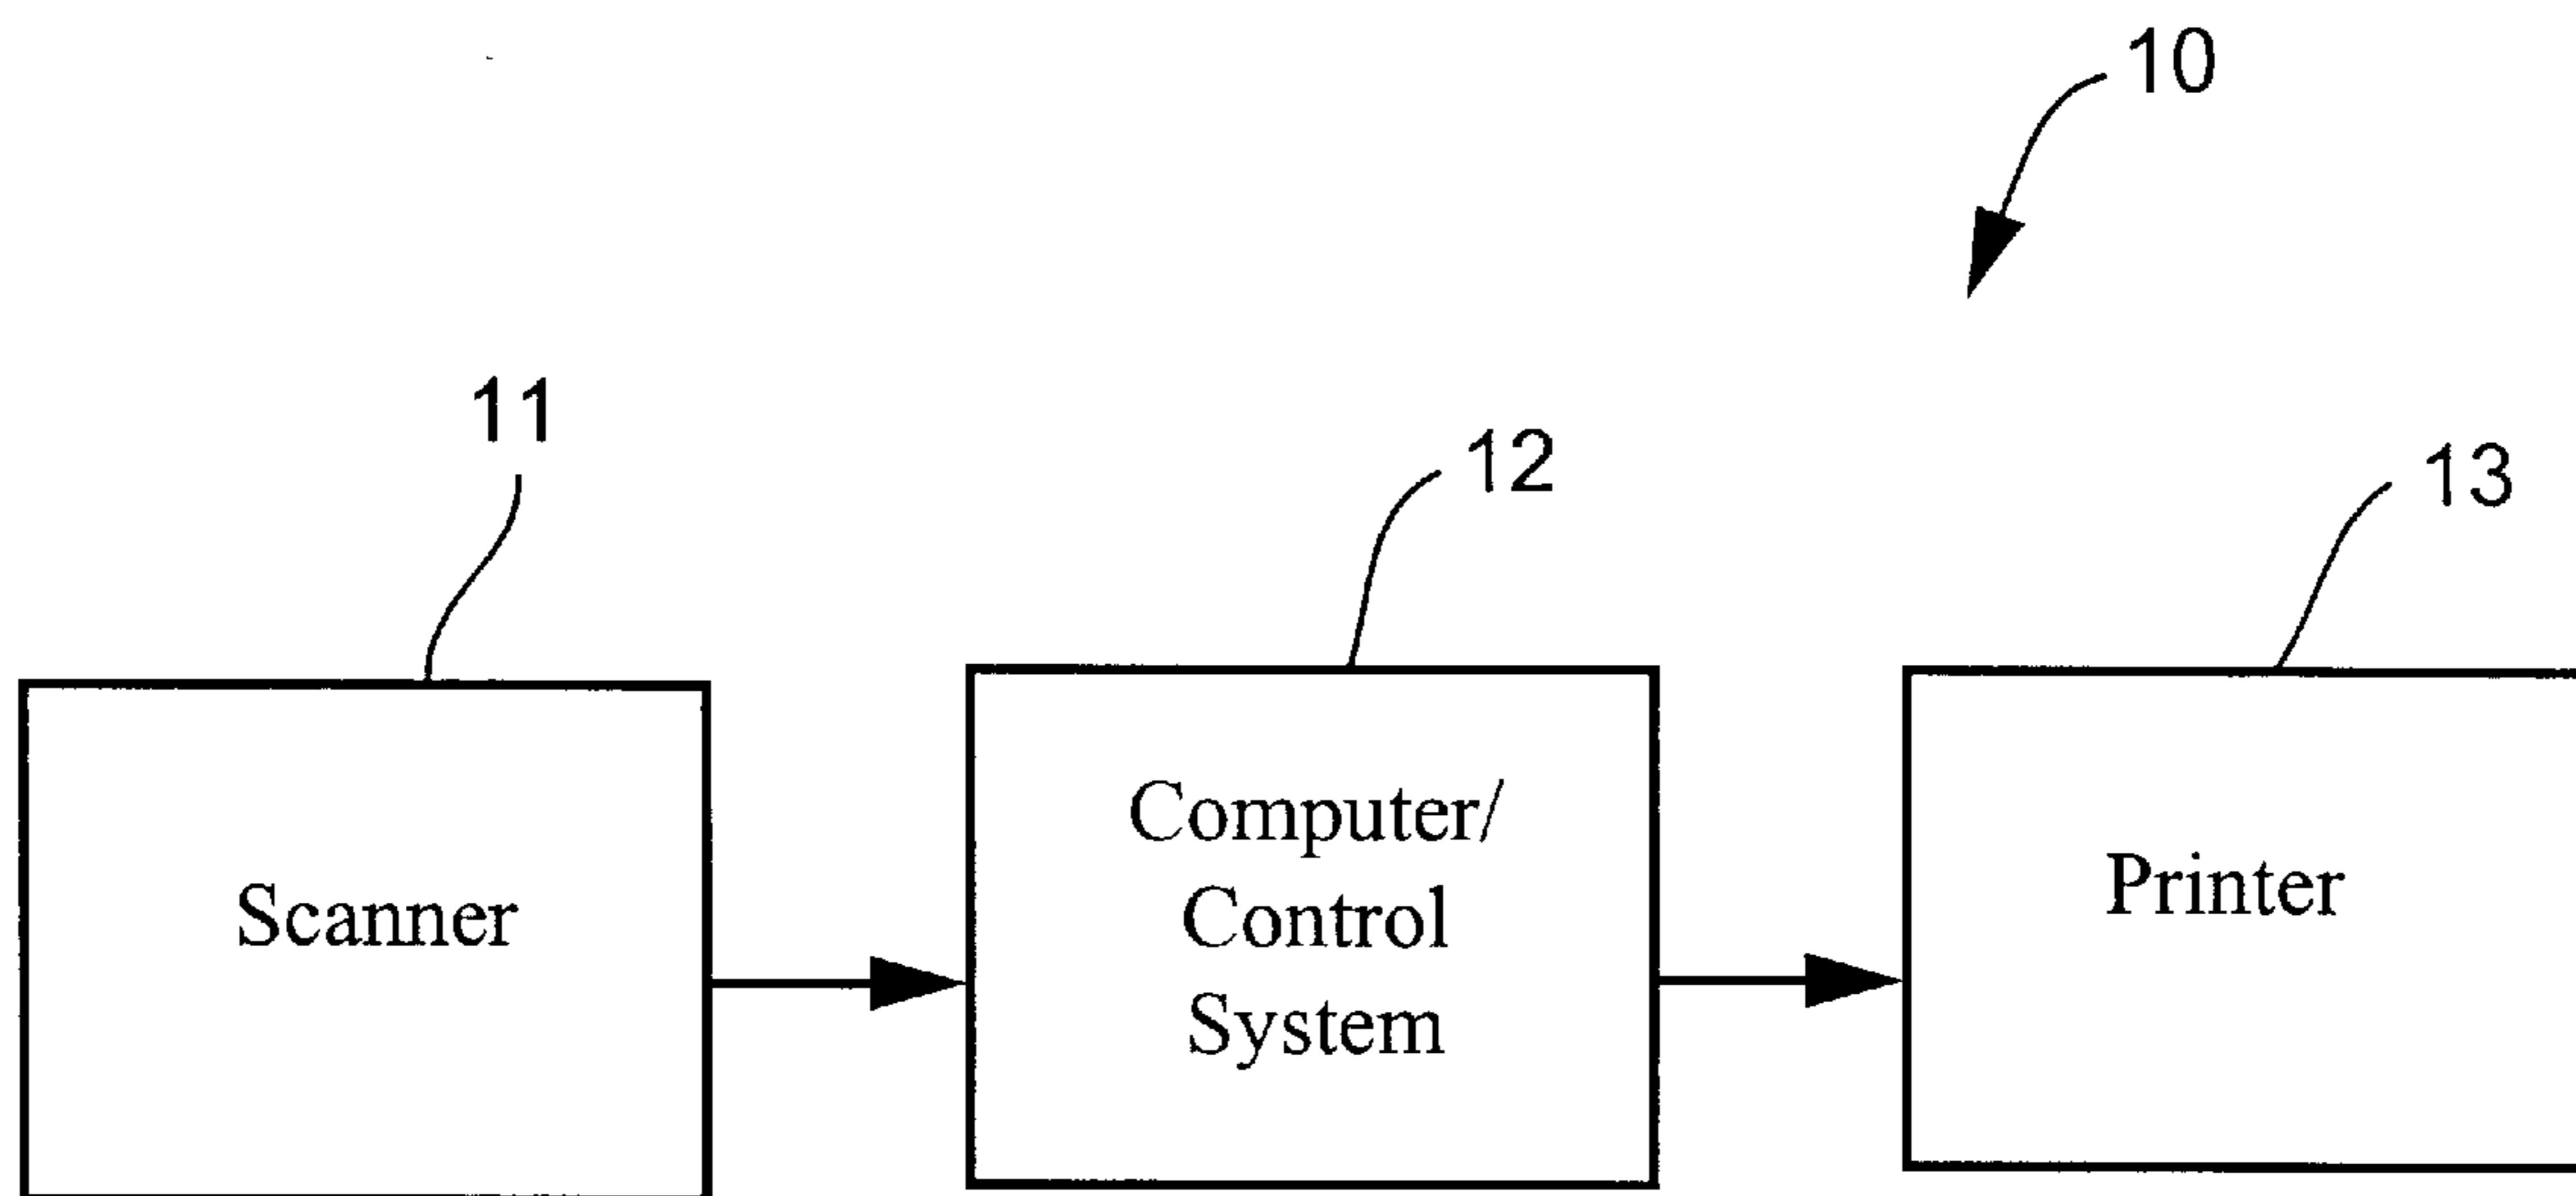 10
11
12
13
Scanner
Computer/
Control
System
Printer